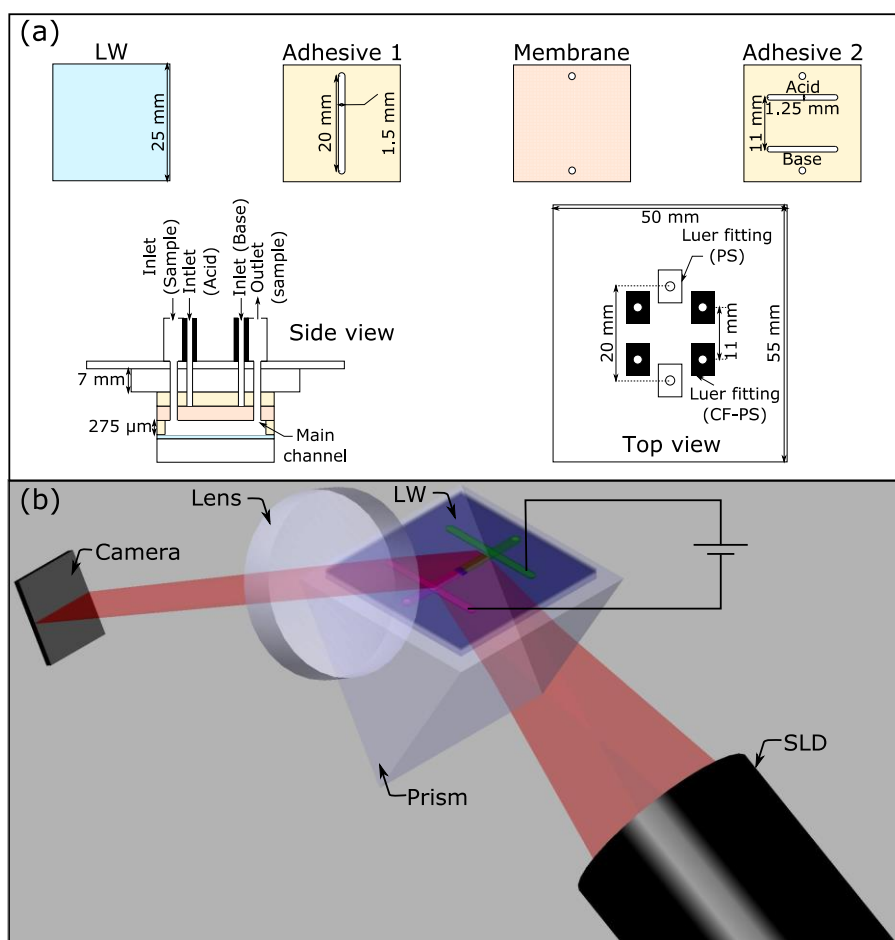 (a)
LW
Adhesive 1
Membrane
Adhesive 2
25 mm
20 mm
1.5 mm
Acid
1.25 mm
11 mm
Base
50 mm
Luer fitting
(PS)
Inlet
(Sample)
Intlet
(Acid)
Inlet (Base)
Outlet
(sample)
Side view
7 mm
275 µm
Main
channel
20 mm
11 mm
55 mm
Luer fitting
(CF-PS)
Top view
(b)
Lens
LW
Camera
SLD
Prism